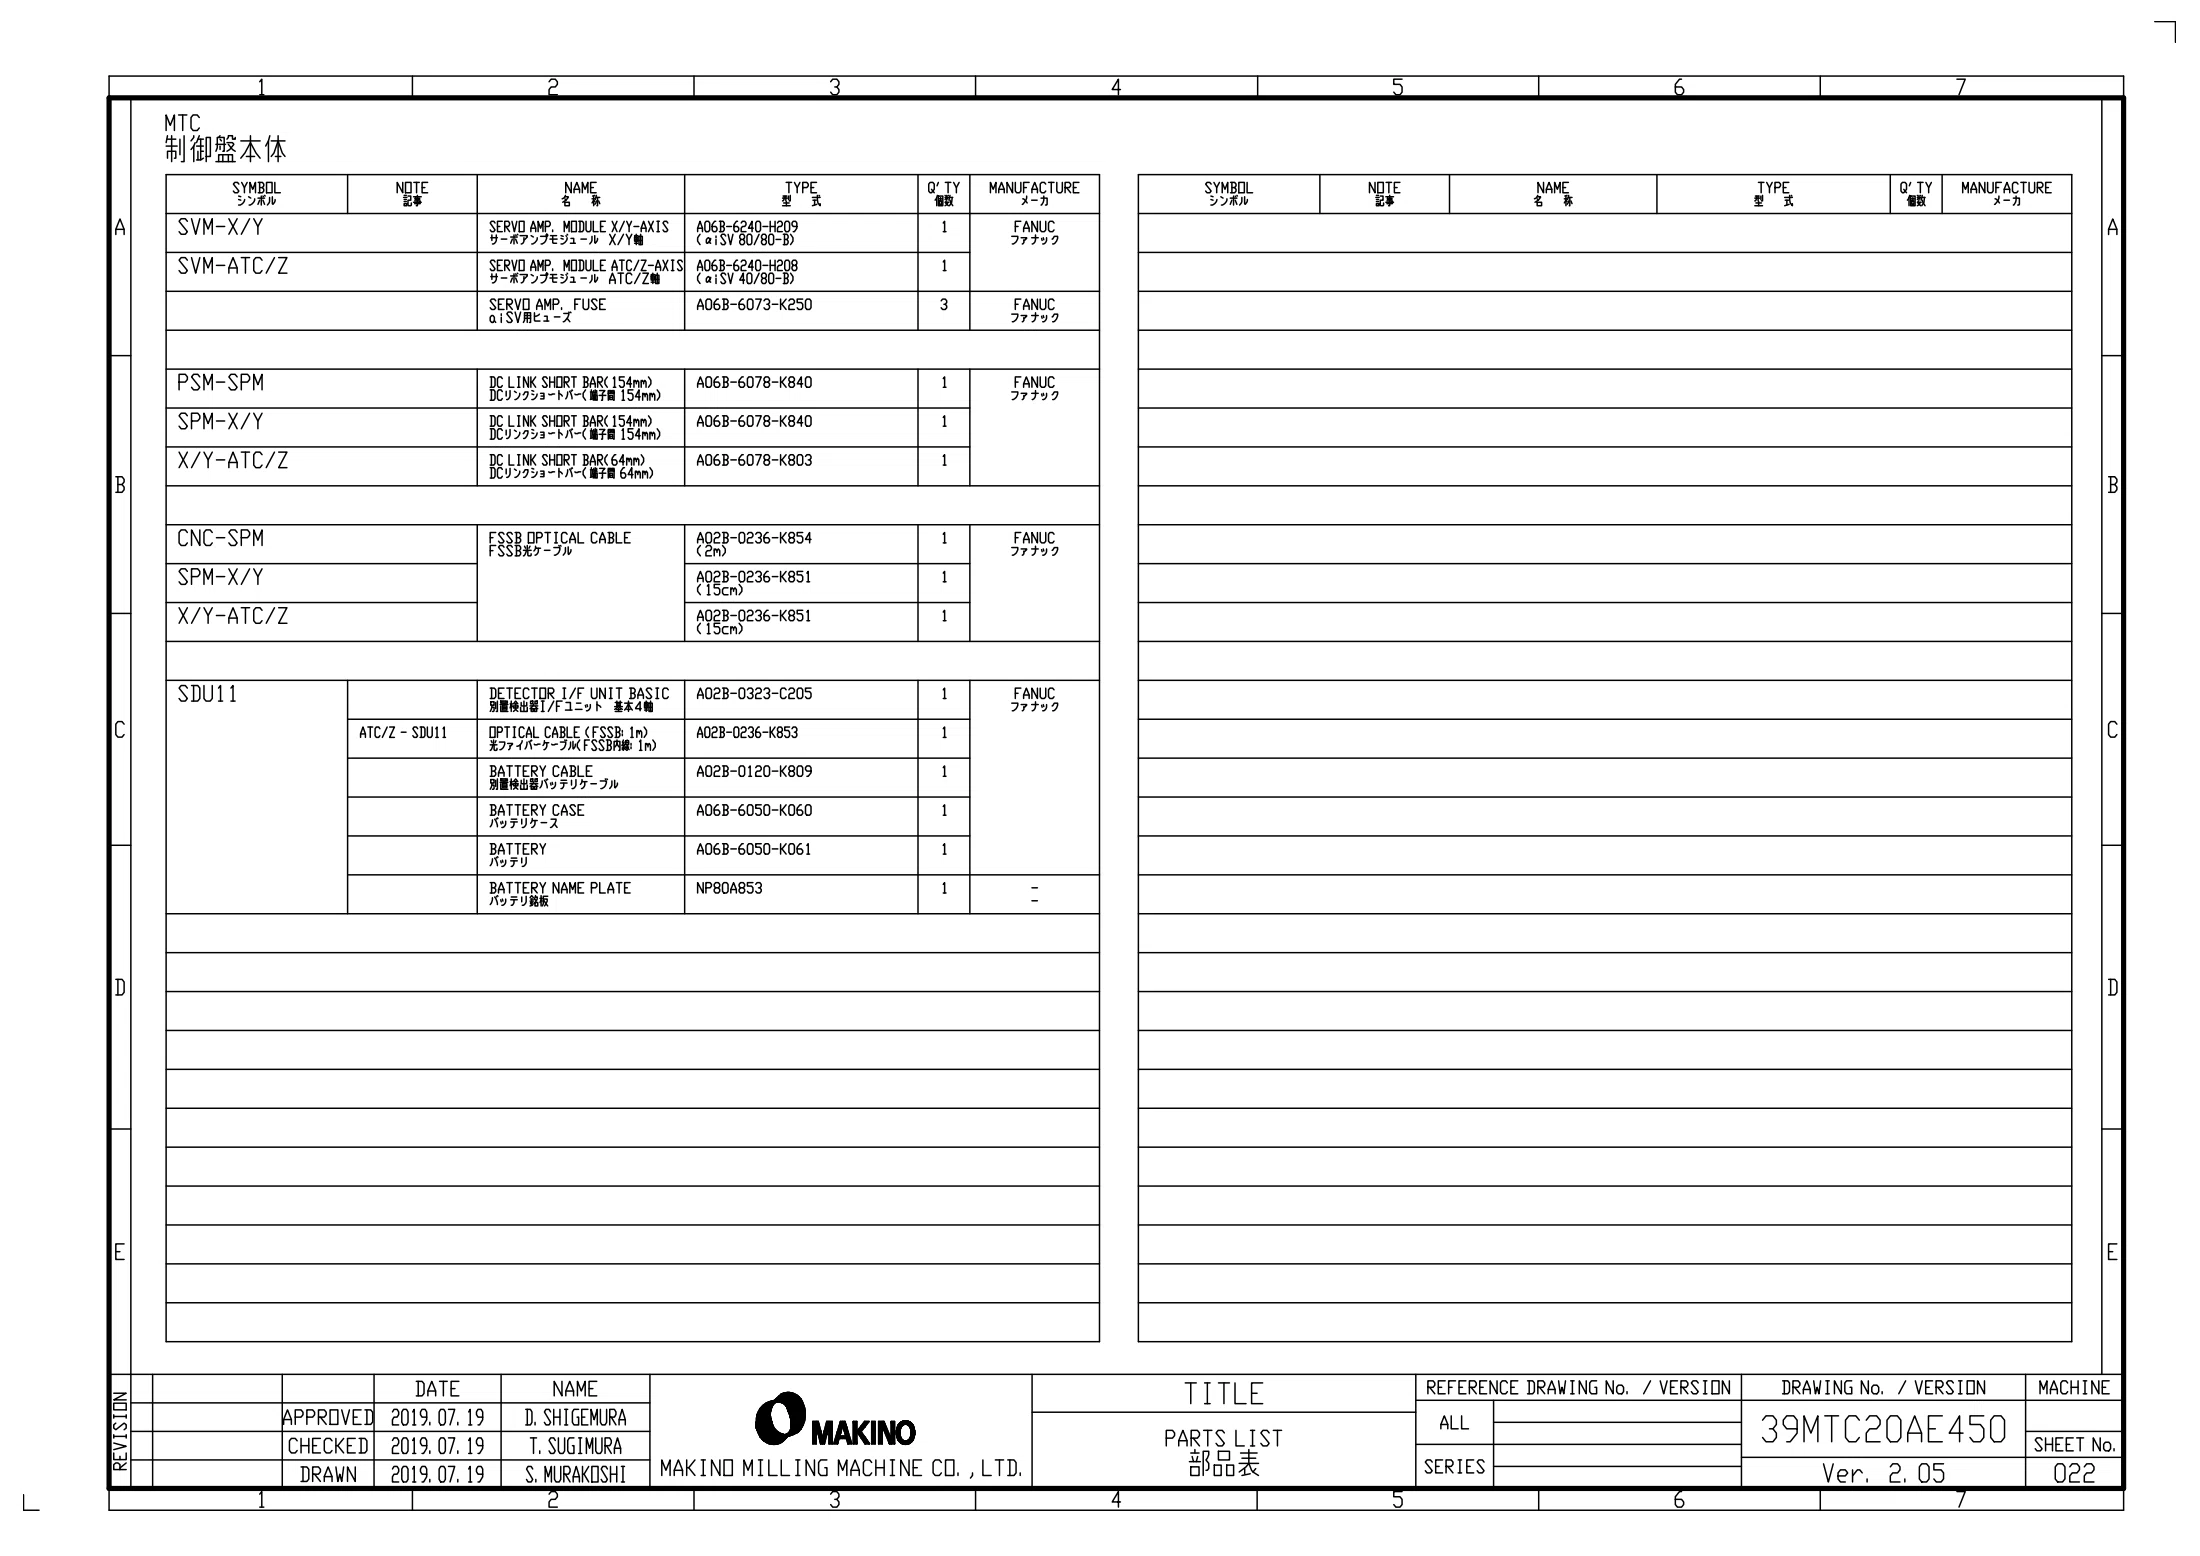 1 2 3 4 5 6 7
MTC
制御盤本体
SYMBOL NOTE NAME TYPE Q'TY MANUFACTURE
シンボル 記事 名 称 型 式 個数 メーカ
A SVM-X/Y SERVO AMP. MODULE X/Y-AXIS A06B-6240-H209 1 FANUC
サーボアンプモジュール X/Y軸 (αiSV 80/80-B) ファナック
SVM-ATC/Z SERVO AMP. MODULE ATC/Z-AXIS A06B-6240-H208 1
サーボアンプモジュール ATC/Z軸 (αiSV 40/80-B)
SERVO AMP. FUSE A06B-6073-K250 3 FANUC
αiSV用ヒューズ ファナック
PSM-SPM DC LINK SHORT BAR(154mm) A06B-6078-K840 1 FANUC
DCリンクショートバー(端子間 154mm) ファナック
SPM-X/Y DC LINK SHORT BAR(154mm) A06B-6078-K840 1
DCリンクショートバー(端子間 154mm)
X/Y-ATC/Z DC LINK SHORT BAR(64mm) A06B-6078-K803 1
DCリンクショートバー(端子間 64mm)
B
CNC-SPM FSSB OPTICAL CABLE A02B-0236-K854 1 FANUC
FSSB光ケーブル (2m) ファナック
SPM-X/Y A02B-0236-K851 1
(15cm)
X/Y-ATC/Z A02B-0236-K851 1
(15cm)
SDU11 DETECTOR I/F UNIT BASIC A02B-0323-C205 1 FANUC
別置検出器I/Fユニット 基本4軸 ファナック
C ATC/Z - SDU11 OPTICAL CABLE (FSSB: 1m) A02B-0236-K853 1
光ファイバーケーブル(FSSB内線: 1m)
BATTERY CABLE A02B-0120-K809 1
別置検出器バッテリケーブル
BATTERY CASE A06B-6050-K060 1
バッテリケース
BATTERY A06B-6050-K061 1
バッテリ
BATTERY NAME PLATE NP80A853 1 -
バッテリ銘板 -
D
E
SYMBOL NOTE NAME TYPE Q'TY MANUFACTURE
シンボル 記事 名 称 型 式 個数 メーカ
A
B
C
D
E
REVISION
DATE NAME
APPROVED 2019.07.19 D. SHIGEMURA
CHECKED 2019.07.19 T. SUGIMURA
DRAWN 2019.07.19 S. MURAKOSHI
MAKINO
MAKINO MILLING MACHINE CO.,LTD.
TITLE
PARTS LIST
部品表
REFERENCE DRAWING No. / VERSION
ALL
SERIES
DRAWING No. / VERSION
39MTC20AE450
Ver. 2.05
MACHINE
SHEET No.
022
1 2 3 4 5 6 7